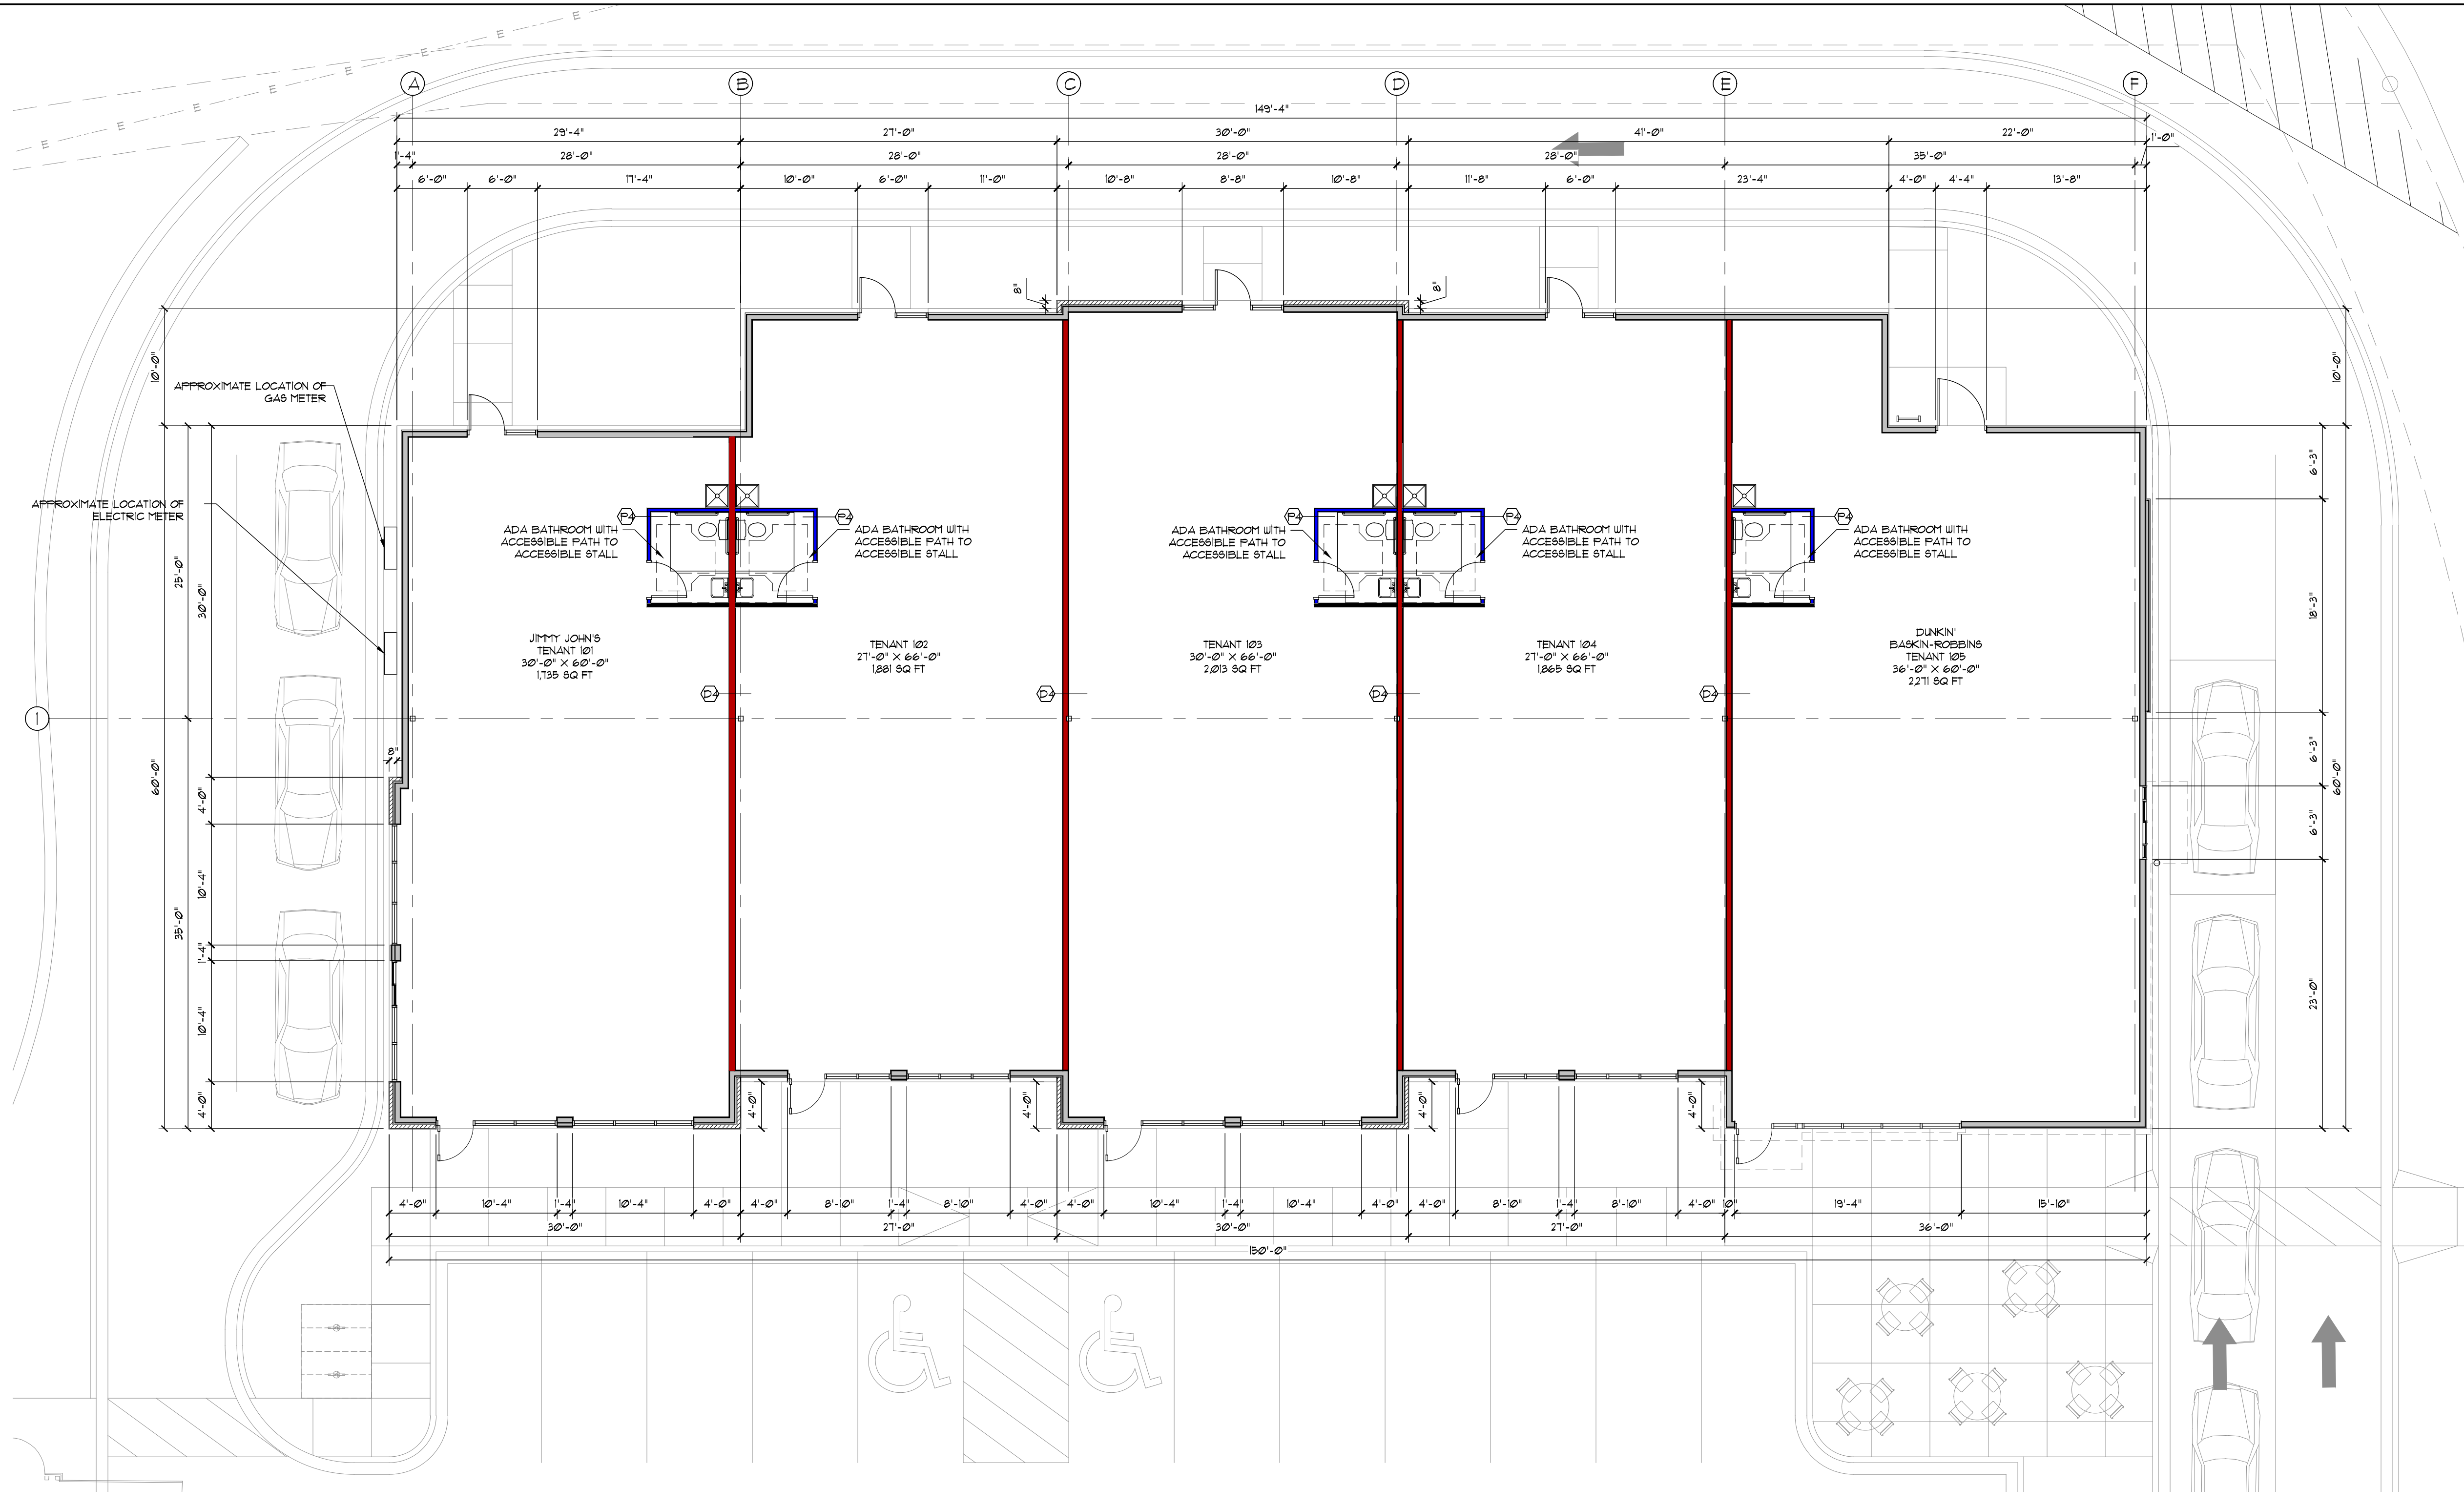 E
E
E
E
E
E
E
E
A
B
C
D
E
F
149'-4"
29'-4"
27'-0"
30'-0"
41'-0"
22'-0"
1'-0"
1'-4"
28'-0"
28'-0"
28'-0"
28'-0"
35'-0"
6'-0"
6'-0"
17'-4"
10'-0"
6'-0"
11'-0"
10'-8"
8'-8"
10'-8"
11'-8"
6'-0"
23'-4"
4'-0"
4'-4"
13'-8"
8"
8"
10'-0"
10'-0"
APPROXIMATE LOCATION OF
GAS METER
APPROXIMATE LOCATION OF
ELECTRIC METER
6'-3"
25'-0"
30'-0"
18'-3"
P4
ADA BATHROOM WITH
ACCESSIBLE PATH TO
ACCESSIBLE STALL
P4
ADA BATHROOM WITH
ACCESSIBLE PATH TO
ACCESSIBLE STALL
P4
ADA BATHROOM WITH
ACCESSIBLE PATH TO
ACCESSIBLE STALL
P4
ADA BATHROOM WITH
ACCESSIBLE PATH TO
ACCESSIBLE STALL
P4
ADA BATHROOM WITH
ACCESSIBLE PATH TO
ACCESSIBLE STALL
JIMMY JOHN'S
TENANT 101
30'-0" X 60'-0"
1,735 SQ FT
TENANT 102
27'-0" X 66'-0"
1,881 SQ FT
TENANT 103
30'-0" X 66'-0"
2,013 SQ FT
TENANT 104
27'-0" X 66'-0"
1,865 SQ FT
DUNKIN'
BASKIN-ROBBINS
TENANT 105
36'-0" X 60'-0"
2,271 SQ FT
D4
D4
D4
D4
1
8"
60'-0"
6'-3"
60'-0"
4'-0"
6'-3"
10'-4"
35'-0"
1'-4"
23'-0"
10'-4"
4'-0"
4'-0"
4'-0"
4'-0"
4'-0"
4'-0"
10'-4"
1'-4"
10'-4"
4'-0"
4'-0"
8'-10"
1'-4"
8'-10"
4'-0"
4'-0"
10'-4"
1'-4"
10'-4"
4'-0"
4'-0"
8'-10"
1'-4"
8'-10"
4'-0"
10"
19'-4"
15'-10"
30'-0"
27'-0"
30'-0"
27'-0"
36'-0"
150'-0"